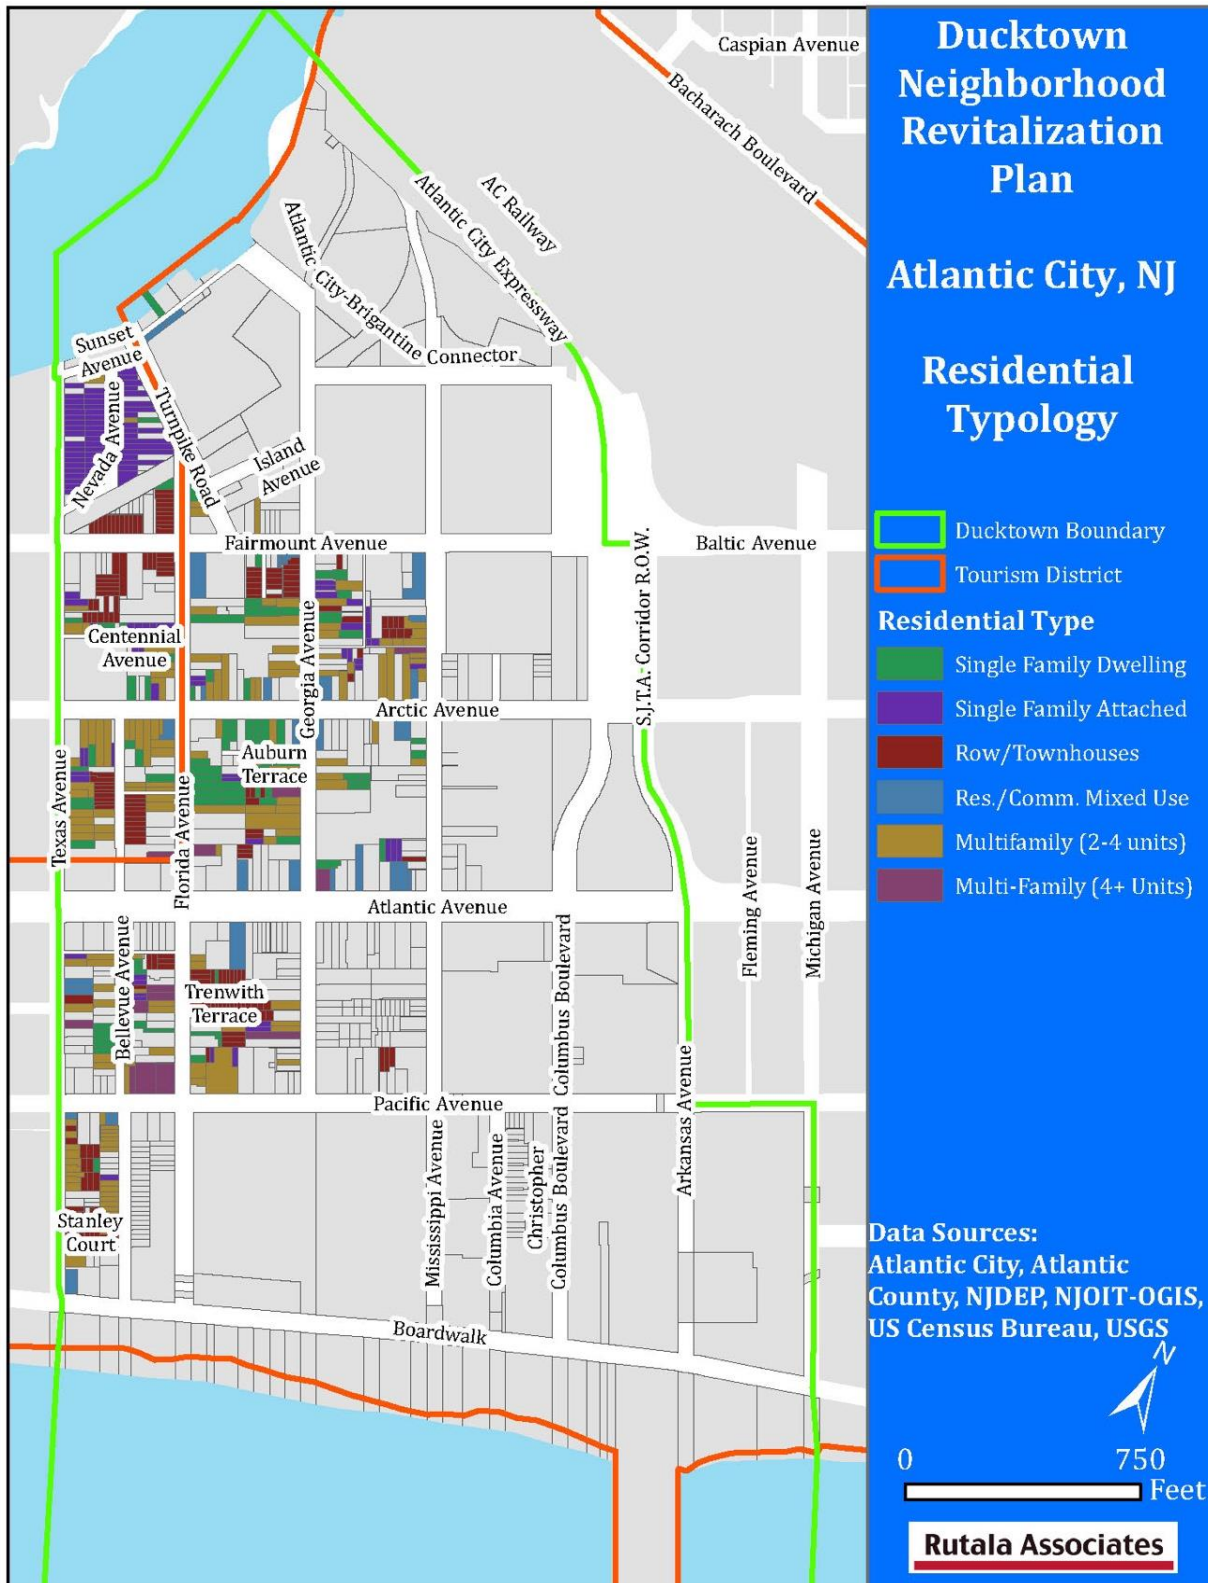 Caspian Avenue
Bacharach Boulevard
AC Railway
Atlantic City Expressway
Atlantic City-Brigantine Connector
Sunset
Avenue
Nevada Avenue
Turnpike Road
Island
Avenue
Fairmount Avenue
Baltic Avenue
S.J.T.A. Corridor R.O.W.
Centennial
Avenue
Georgia Avenue
Arctic Avenue
Auburn
Terrace
Texas Avenue
Florida Avenue
Fleming Avenue
Michigan Avenue
Atlantic Avenue
Bellevue Avenue
Trenwith
Terrace
Columbus Boulevard
Pacific Avenue
Arkansas Avenue
Mississippi Avenue
Columbia Avenue
Christopher
Columbus Boulevard
Stanley
Court
Boardwalk
Ducktown
Neighborhood
Revitalization
Plan
Atlantic City, NJ
Residential
Typology
Ducktown Boundary
Tourism District
Residential Type
Single Family Dwelling
Single Family Attached
Row/Townhouses
Res./Comm. Mixed Use
Multifamily (2-4 units)
Multi-Family (4+ Units)
Data Sources:
Atlantic City, Atlantic
County, NJDEP, NJOIT-OGIS,
US Census Bureau, USGS
N
0 750
Feet
Rutala Associates